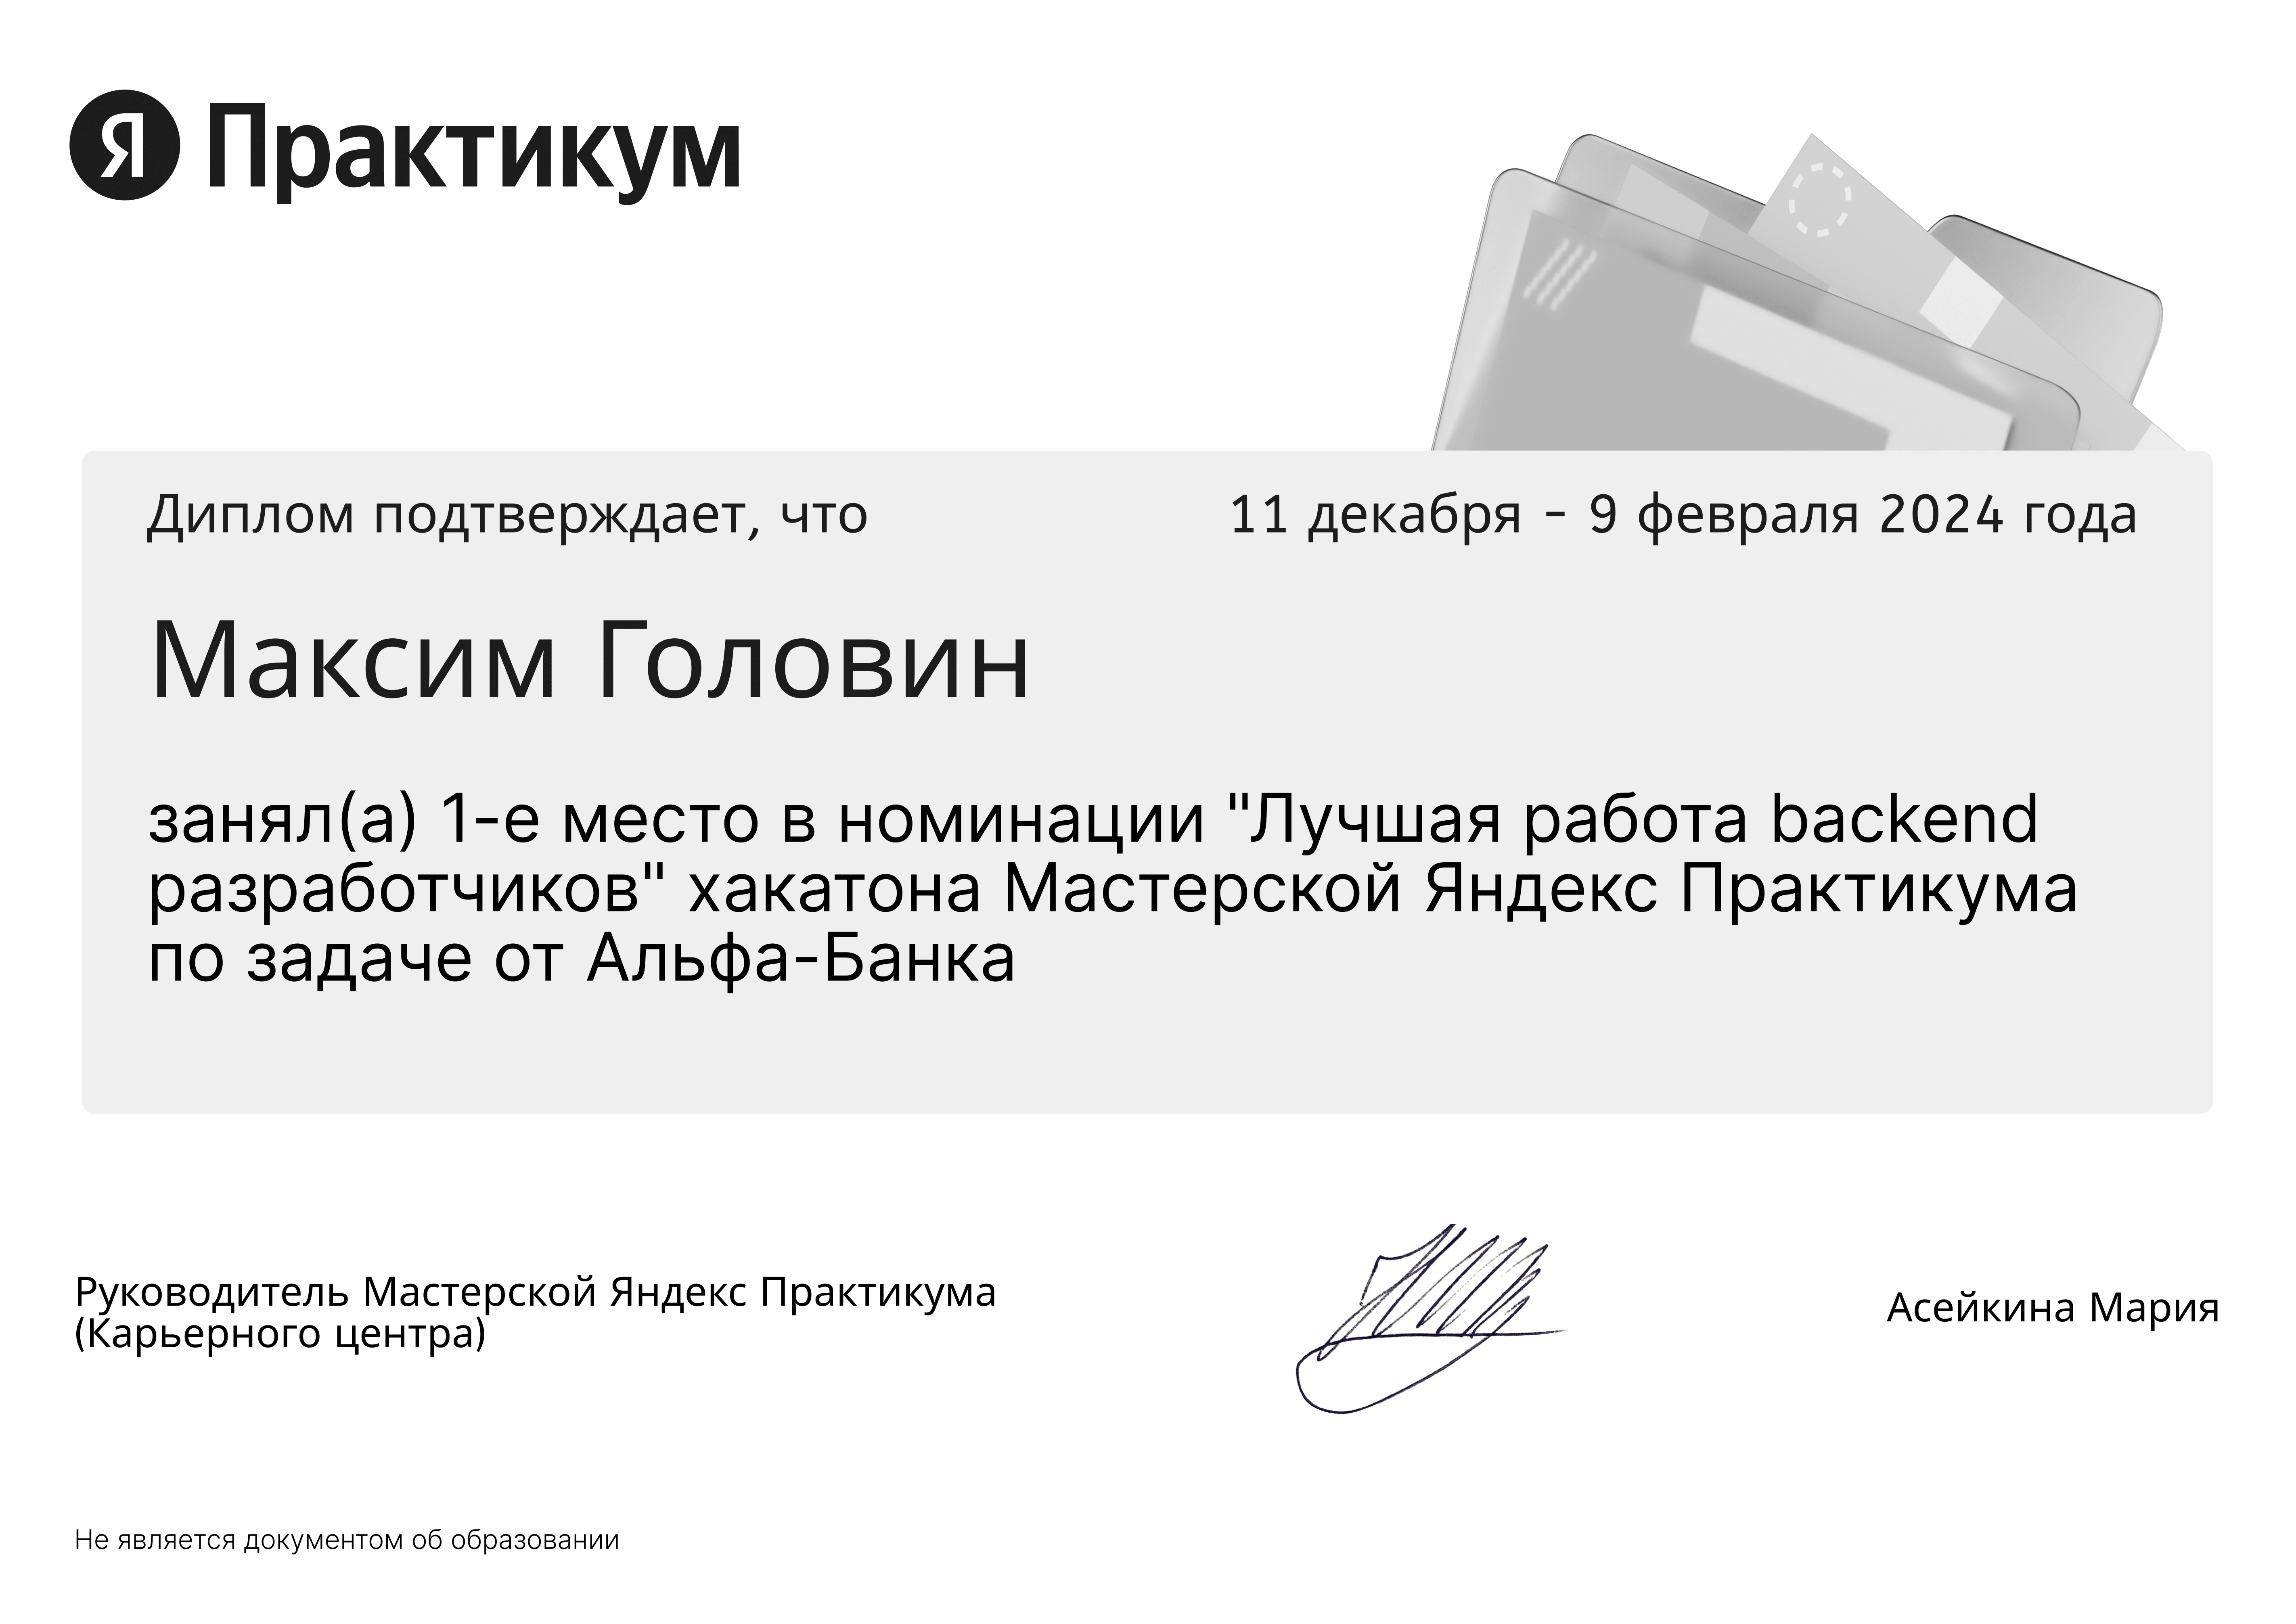 Я Практикум
Диплом подтверждает, что
11 декабря - 9 февраля 2024 года
Максим Головин
занял(а) 1-е место в номинации "Лучшая работа backend
разработчиков" хакатона Мастерской Яндекс Практикума
по задаче от Альфа-Банка
Руководитель Мастерской Яндекс Практикума
(Карьерного центра)
Асейкина Мария
Не является документом об образовании